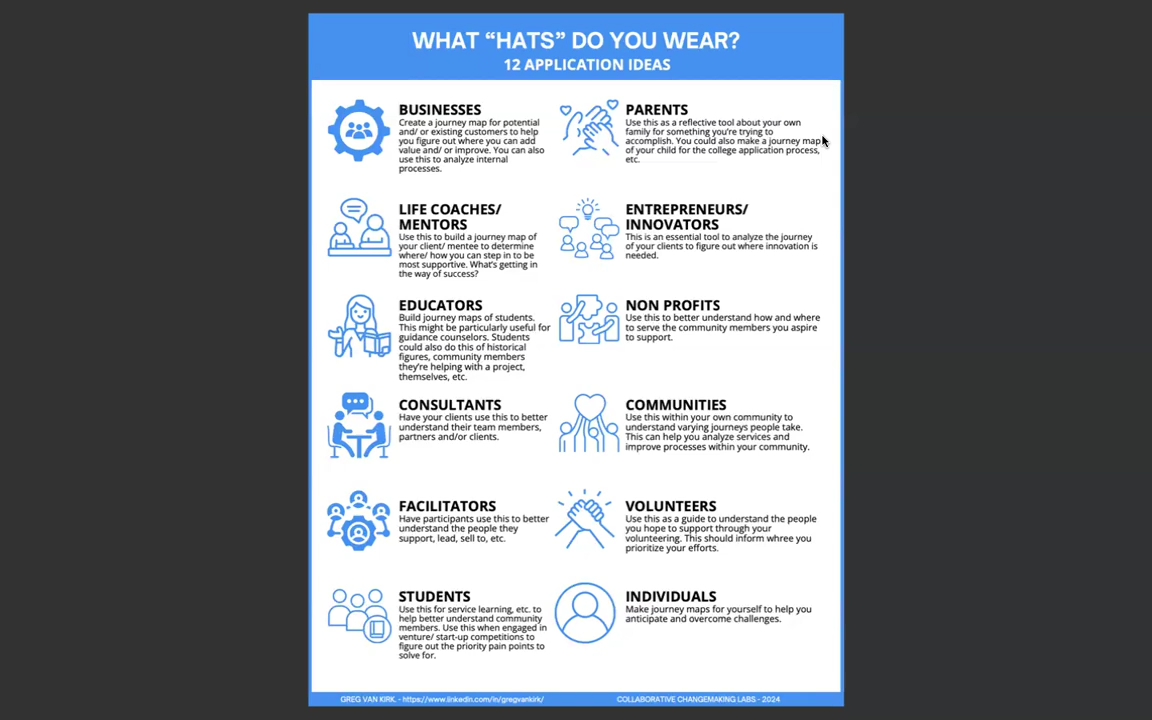 WHAT “HATS” DO YOU WEAR?
12 APPLICATION IDEAS
BUSINESSES
Create a journey map for potential
and/ or existing customers to help
you figure out where you can add
value and/ or improve. You can also
use this to analyze internal
processes.
PARENTS
Use this as a reflective tool about your own
family for something you're trying to
accomplish. You could also make a journey map
of your child for the college application process,
etc.
LIFE COACHES/
MENTORS
Use this to build a journey map of
your client/ mentee to determine
where/ how you can step in to be
most supportive. What's getting in
the way of success?
ENTREPRENEURS/
INNOVATORS
This is an essential tool to analyze the journey
of your clients to figure out where innovation is
needed.
EDUCATORS
Build journey maps of students.
This might be particularly useful for
guidance counselors. Students
could also do this of historical
figures, community members
they're helping with a project,
themselves, etc.
NON PROFITS
Use this to better understand how and where
to serve the community members you aspire
to support.
CONSULTANTS
Have your clients use this to better
understand their team members,
partners and/or clients.
COMMUNITIES
Use this within your own community to
understand varying journeys people take.
This can help you analyze services and
improve processes within your community.
FACILITATORS
Have participants use this to better
understand the people they
support, lead, sell to, etc.
VOLUNTEERS
Use this as a guide to understand the people
you hope to support through your
volunteering. This should inform whree you
prioritize your efforts.
STUDENTS
Use this for service learning, etc. to
help better understand community
members. Use this when engaged in
venture/ start-up competitions to
figure out the priority pain points to
solve for.
INDIVIDUALS
Make journey maps for yourself to help you
anticipate and overcome challenges.
GREG VAN KIRK. - https://www.linkedin.com/in/gregvankirk/
COLLABORATIVE CHANGEMAKING LABS - 2024